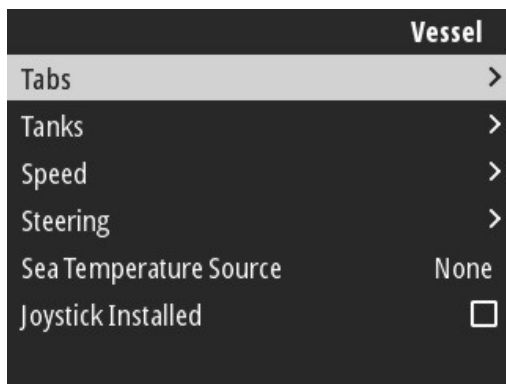 Vessel
Tabs >
Tanks >
Speed >
Steering >
Sea Temperature Source None
Joystick Installed